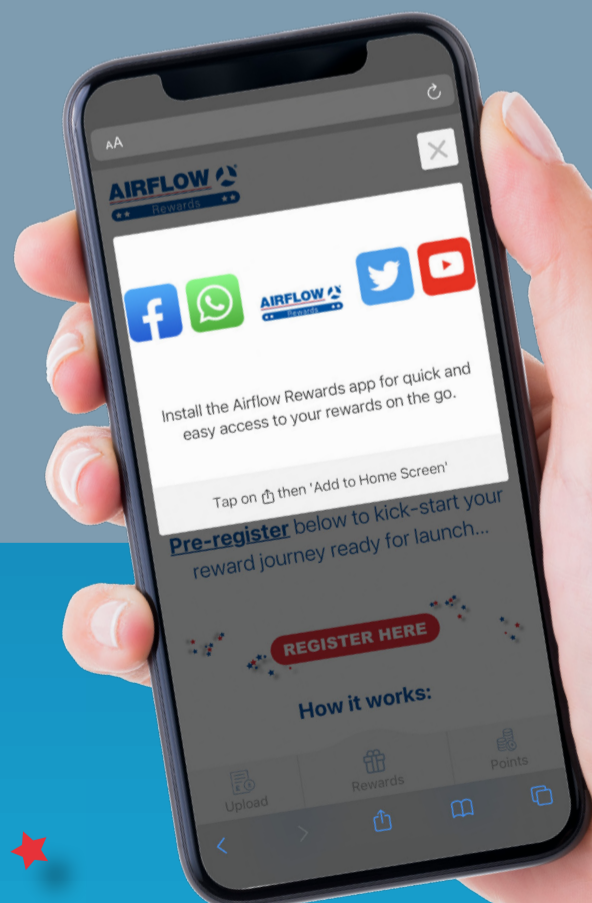 AA
AIRFLOW
Rewards
AIRFLOW
Rewards
Install the Airflow Rewards app for quick and
easy access to your rewards on the go.
Tap on then 'Add to Home Screen'
Pre-register below to kick-start your
reward journey ready for launch...
REGISTER HERE
How it works:
Upload
Rewards
Points